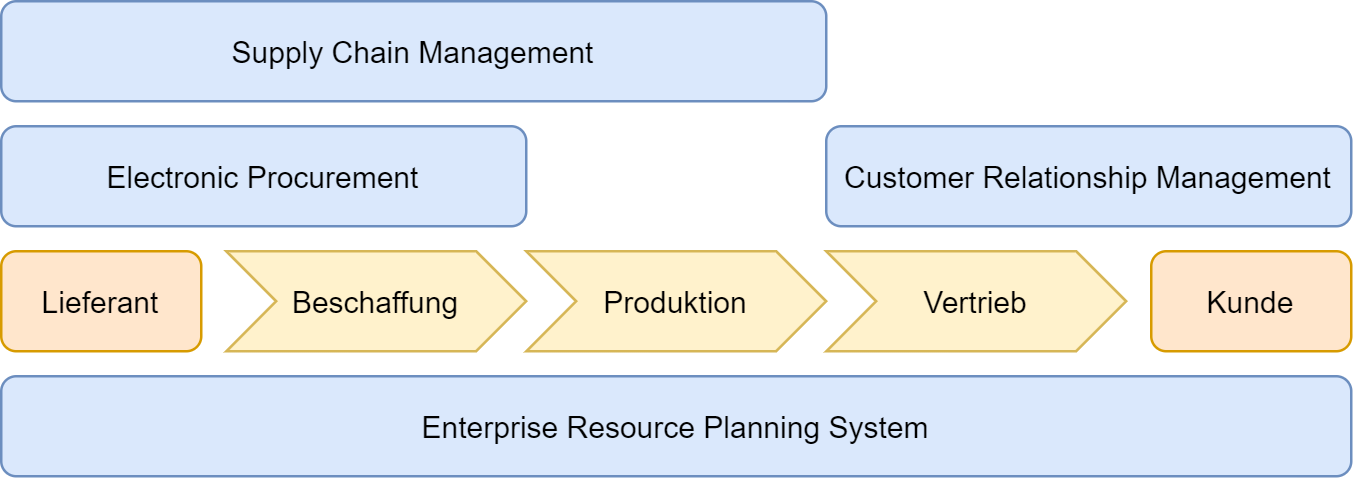 Supply Chain Management
Electronic Procurement
Customer Relationship Management
Lieferant
Beschaffung
Produktion
Vertrieb
Kunde
Enterprise Resource Planning System